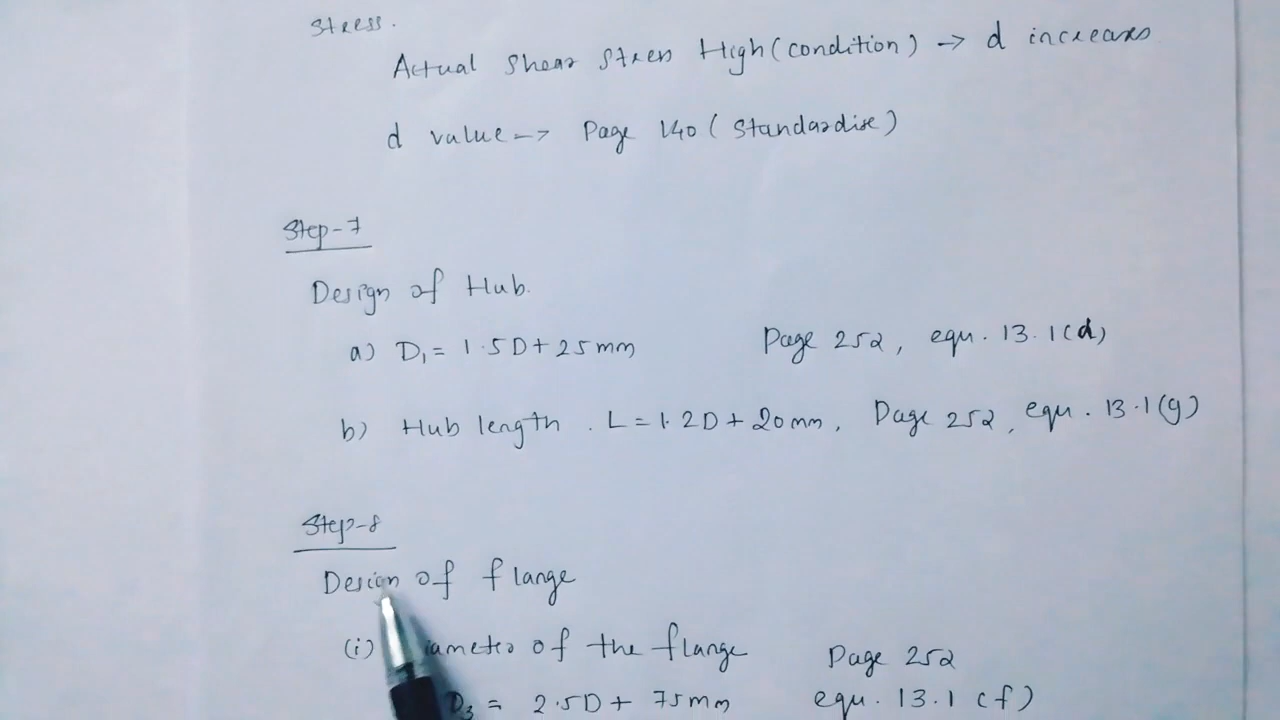 Stress.
Actual Shear Stress High (condition) → d increases
d value → Page 140 (Standardise)
Step-7
Design of Hub.
a) D₁ = 1.5D + 25mm Page 252, equ. 13.1(d)
b) Hub length. L = 1.2D + 20mm, Page 252, equ. 13.1(g)
Step-8
Design of flange
(i) iameter of the flange Page 252
D₃ = 2.5D + 75mm equ. 13.1(f)